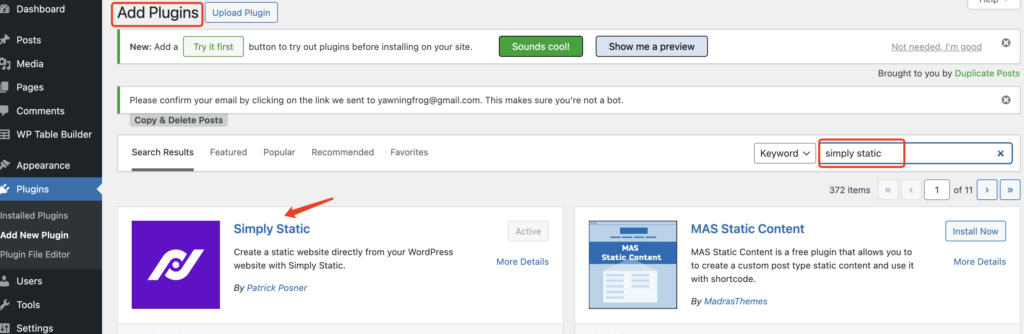 Dashboard
Posts
Media
Pages
Comments
WP Table Builder
Appearance
Plugins
Installed Plugins
Add New Plugin
Plugin File Editor
Users
Tools
Settings
Add Plugins
Upload Plugin
Help
New: Add a Try it first button to try out plugins before installing on your site. Sounds cool! Show me a preview Not needed, I'm good
Brought to you by Duplicate Posts
Please confirm your email by clicking on the link we sent to yawningfrog@gmail.com. This makes sure you're not a bot.
Copy & Delete Posts
Search Results Featured Popular Recommended Favorites Keyword simply static
372 items « ‹ 1 of 11 › »
Simply Static
Active
Create a static website directly from your WordPress
website with Simply Static.
More Details
By Patrick Posner
MAS
Static Content
MAS Static Content
Install Now
MAS Static Content is a free plugin that allows you to
to create a custom post type static content and use it
with shortcode.
More Details
By MadrasThemes